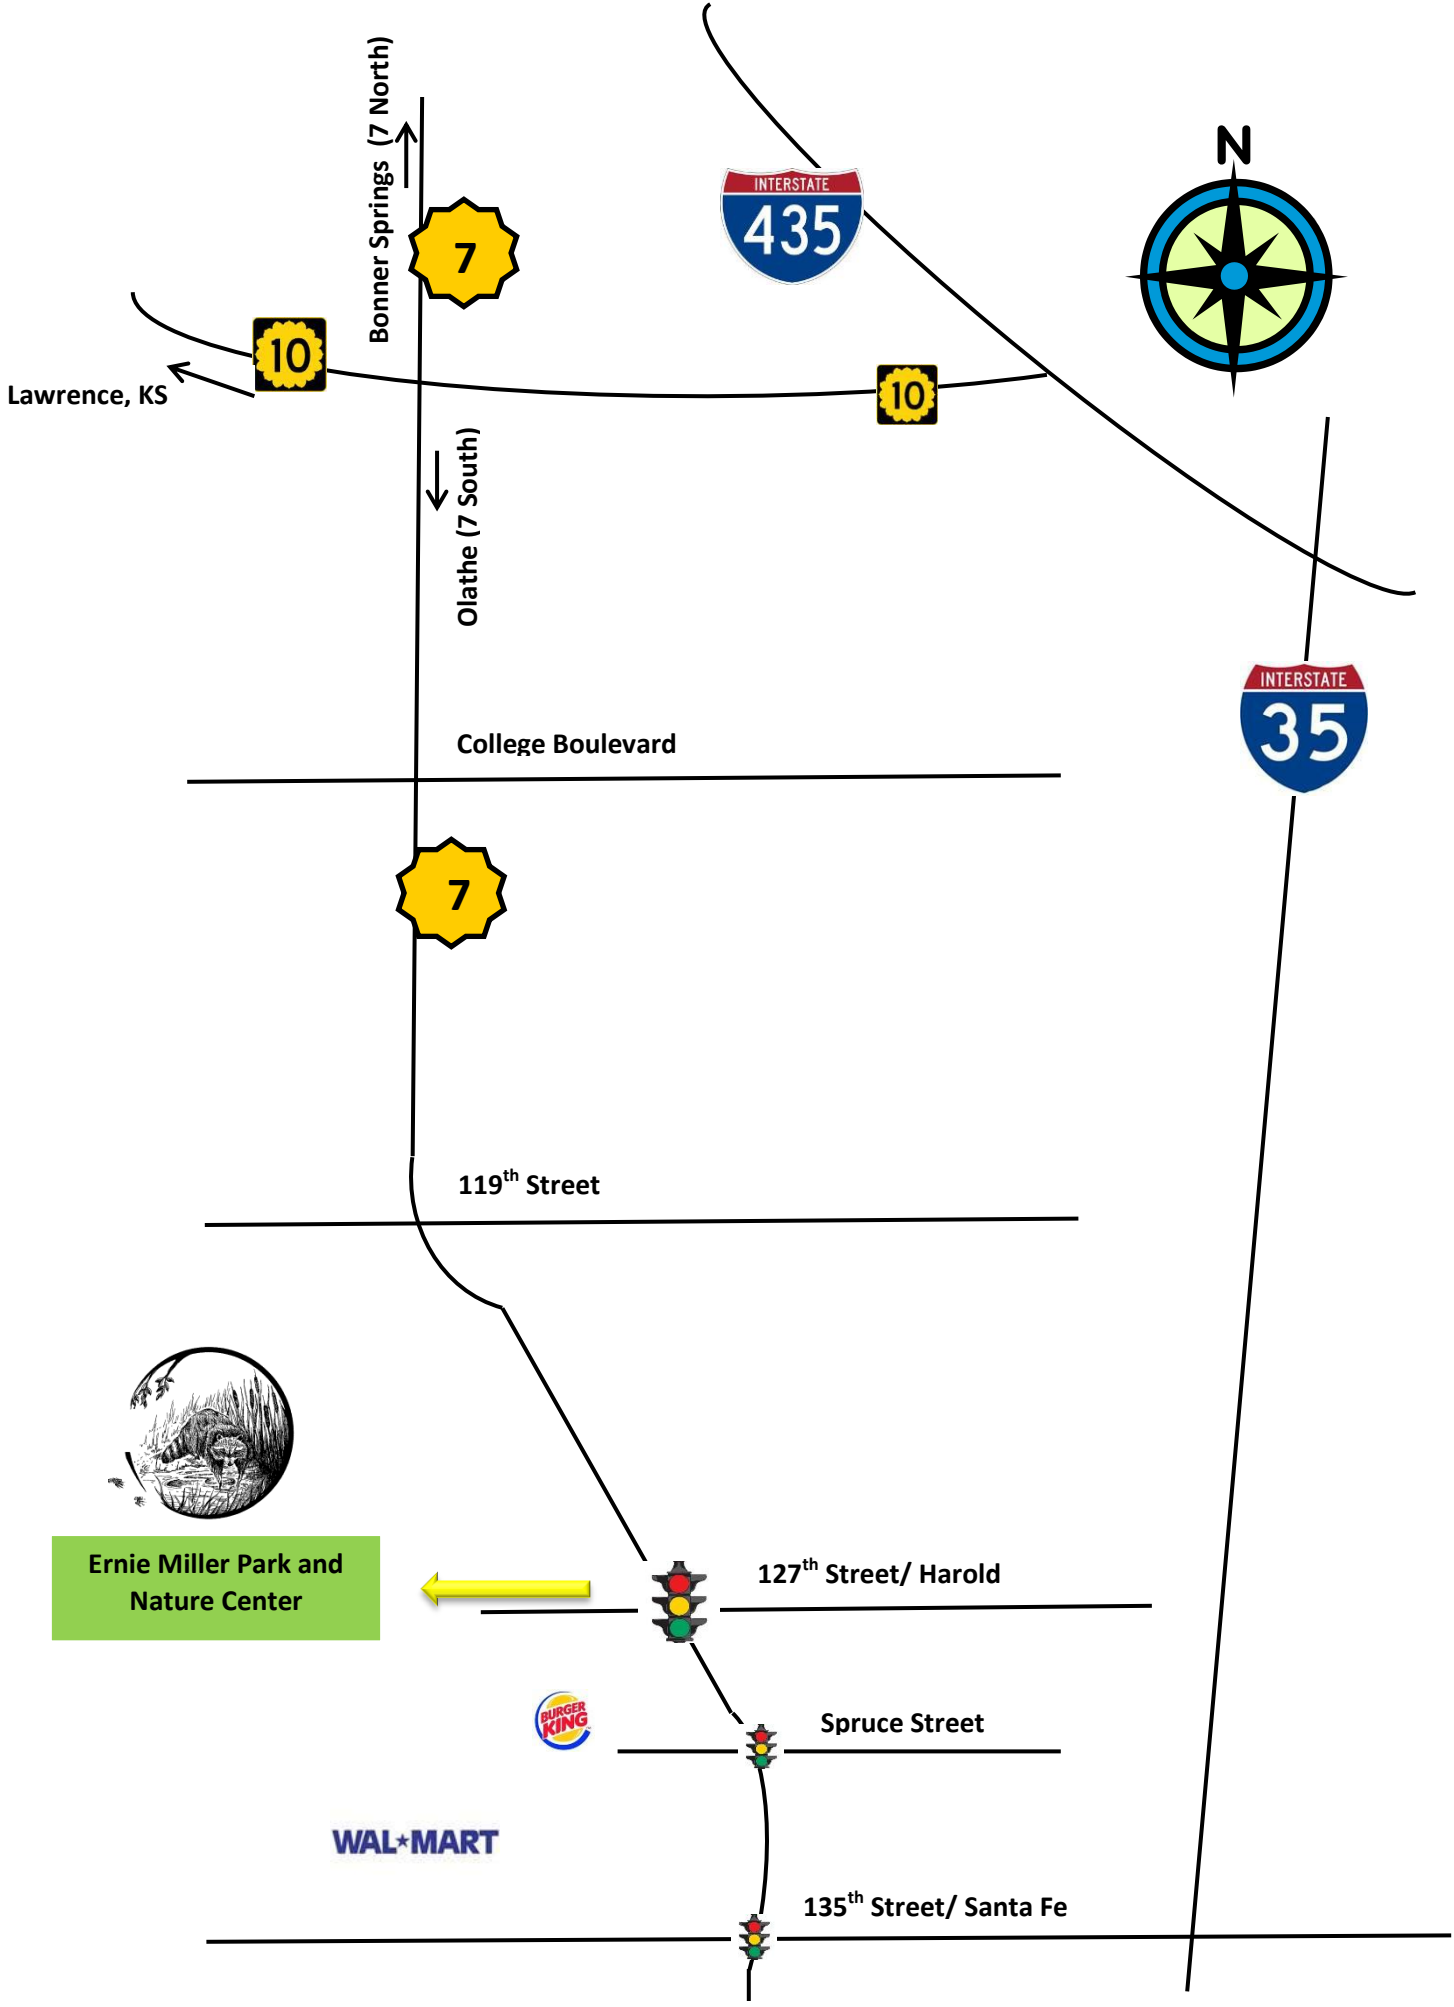 N
Bonner Springs (7 North)
INTERSTATE
435
7
10
Lawrence, KS
10
Olathe (7 South)
INTERSTATE
35
College Boulevard
7
119th Street
Ernie Miller Park and
Nature Center
127th Street/ Harold
BURGER
KING
Spruce Street
WAL★MART
135th Street/ Santa Fe